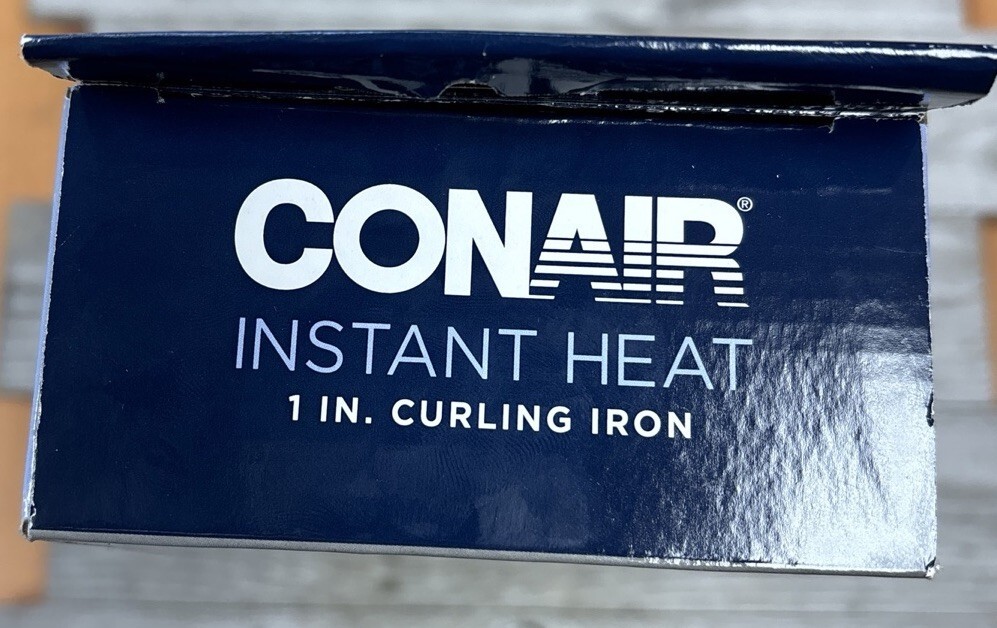 CONAIR®
INSTANT HEAT
1 IN. CURLING IRON